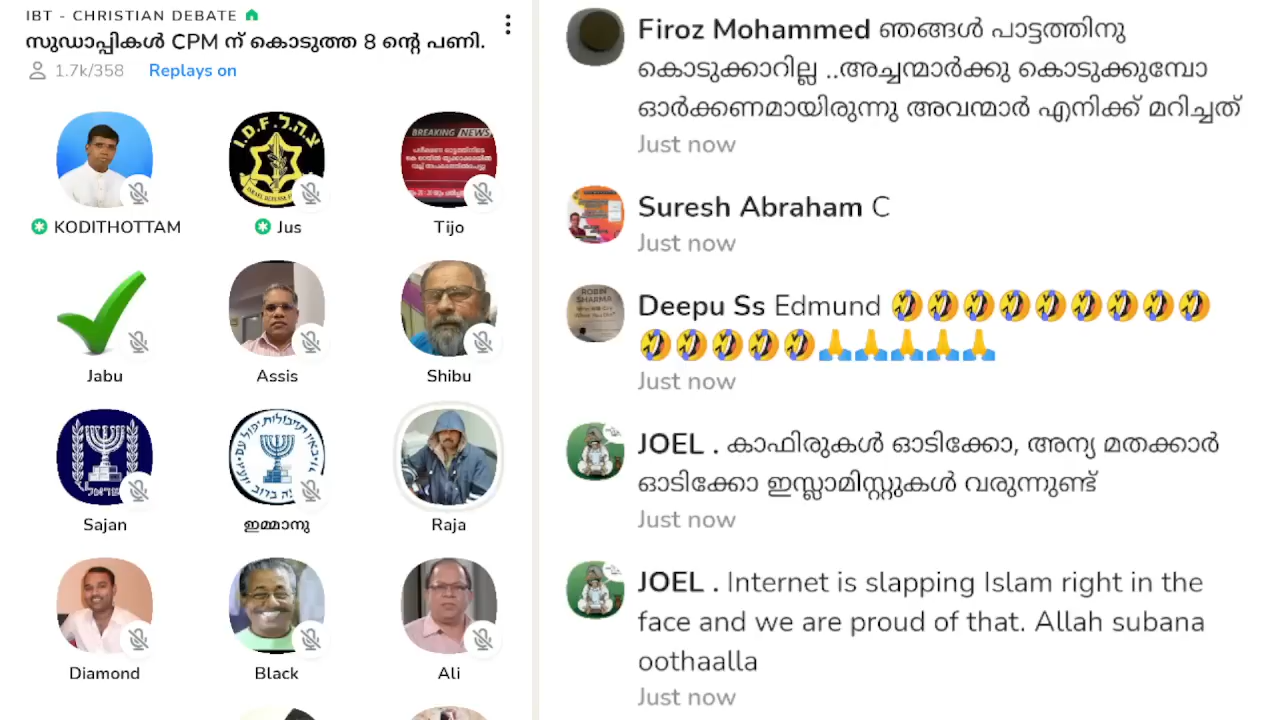 IBT - CHRISTIAN DEBATE
സുഡാപ്പികൾ CPM ന് കൊടുത്ത 8 ൻ്റെ പണി.
1.7k/358 Replays on
I.D.F. צ.ה.ל.
BREAKING NEWS
KODITHOTTAM
Jus
Tijo
Jabu
Assis
Shibu
Sajan
ഇമ്മാനു
Raja
Diamond
Black
Ali
Firoz Mohammed ഞങ്ങൾ പാട്ടത്തിനു
കൊടുക്കാറില്ല ..അച്ചന്മാർക്കു കൊടുക്കുമ്പോ
ഓർക്കണമായിരുന്നു അവന്മാർ എനിക്ക് മറിച്ചത്
Just now
Suresh Abraham C
Just now
ROBIN
SHARMA
Deepu Ss Edmund 🤣🤣🤣🤣🤣🤣🤣🤣🤣
🤣🤣🤣🤣🤣🙏🙏🙏🙏🙏
Just now
JOEL . കാഫിരുകൾ ഓടിക്കോ, അന്യ മതക്കാർ
ഓടിക്കോ ഇസ്ലാമിസ്റ്റുകൾ വരുന്നുണ്ട്
Just now
JOEL . Internet is slapping Islam right in the
face and we are proud of that. Allah subana
oothaalla
Just now